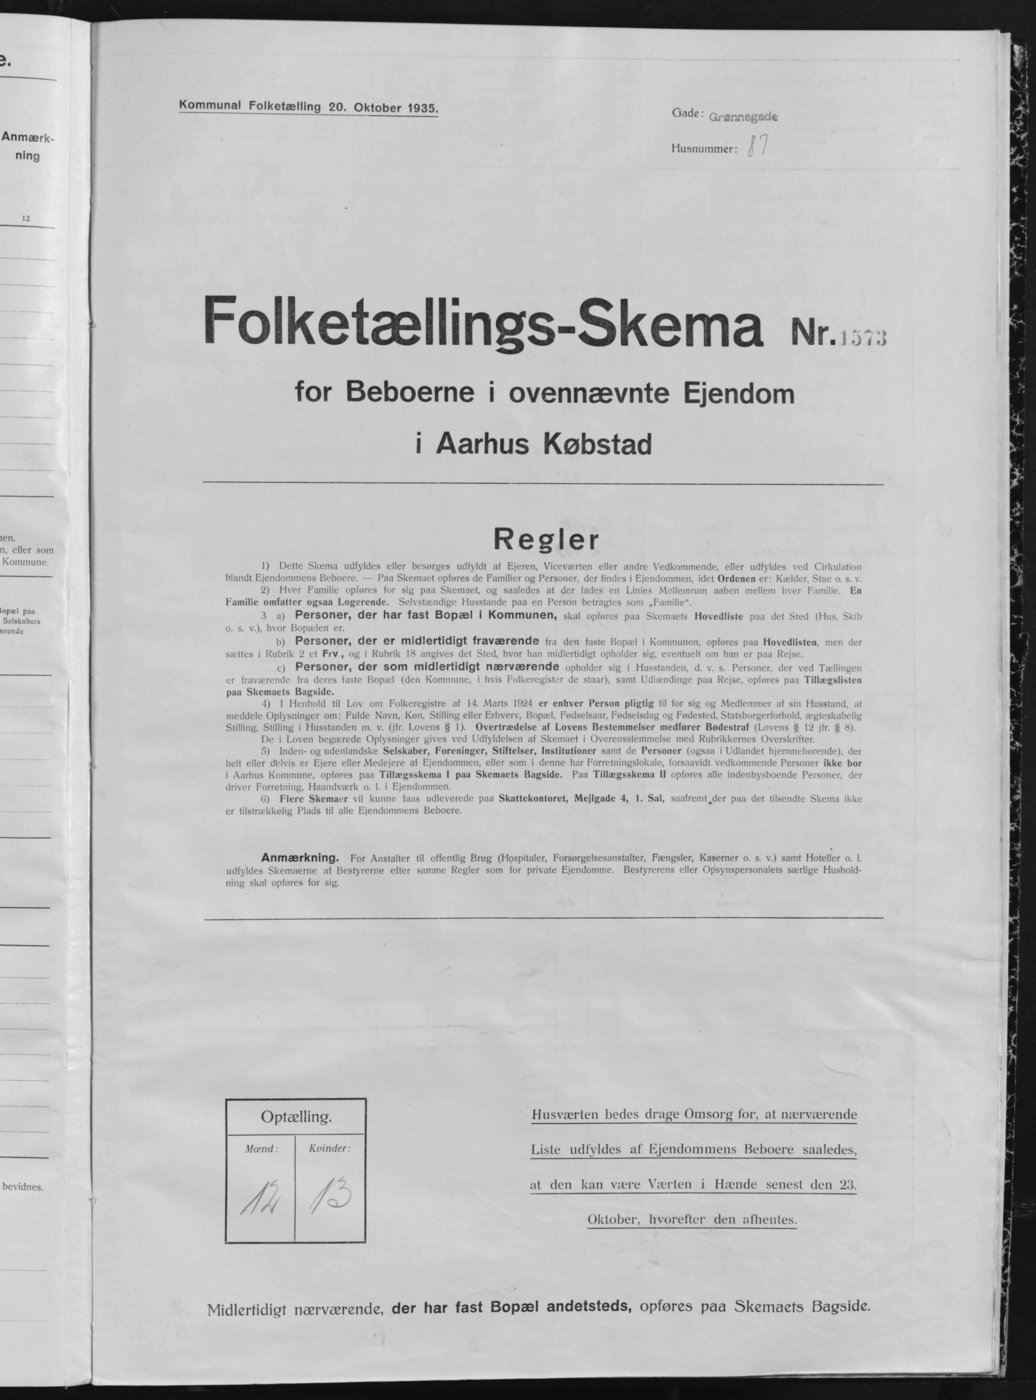 e.
Anmærk-
ning
12
men.
n, eller som
Kommune.
Bopæl paa
Selskabers
ærende
bevidnes.
Kommunal Folketælling 20. Oktober 1935.
Gade: Grønnegade
Husnummer: 87
Folketællings-Skema Nr. 1573
for Beboerne i ovennævnte Ejendom
i Aarhus Købstad
Regler
1) Dette Skema udfyldes eller besørges udfyldt af Ejeren, Viceværten eller andre Vedkommende, eller udfyldes ved Cirkulation
blandt Ejendommens Beboere. — Paa Skemaet opføres de Familier og Personer, der findes i Ejendommen, idet Ordenen er: Kælder, Stue o. s. v.
2) Hver Familie opføres for sig paa Skemaet, og saaledes at der lades en Linies Mellemrum aaben mellem hver Familie. En
Familie omfatter ogsaa Logerende. Selvstændige Husstande paa en Person betragtes som „Familie“.
3 a) Personer, der har fast Bopæl i Kommunen, skal opføres paa Skemaets Hovedliste paa det Sted (Hus, Skib
o. s. v.), hvor Bopælen er.
b) Personer, der er midlertidigt fraværende fra den faste Bopæl i Kommunen, opføres paa Hovedlisten, men der
sættes i Rubrik 2 et Frv, og i Rubrik 18 angives det Sted, hvor han midlertidigt opholder sig, eventuelt om han er paa Rejse.
c) Personer, der som midlertidigt nærværende opholder sig i Husstanden, d. v. s. Personer, der ved Tællingen
er fraværende fra deres faste Bopæl (den Kommune, i hvis Folkeregister de staar), samt Udlændinge paa Rejse, opføres paa Tillægslisten
paa Skemaets Bagside.
4) I Henhold til Lov om Folkeregistre af 14. Marts 1924 er enhver Person pligtig til for sig og Medlemmer af sin Husstand, at
meddele Oplysninger om: Fulde Navn, Køn, Stilling eller Erhverv, Bopæl, Fødselsaar, Fødselsdag og Fødested, Statsborgerforhold, ægteskabelig
Stilling, Stilling i Husstanden m. v. (jfr. Lovens § 1). Overtrædelse af Lovens Bestemmelser medfører Bødestraf (Lovens § 12 jfr. § 8).
De i Loven begærede Oplysninger gives ved Udfyldelsen af Skemaet i Overensstemmelse med Rubrikkernes Overskrifter.
5) Inden- og udenlandske Selskaber, Foreninger, Stiftelser, Institutioner samt de Personer (ogsaa i Udlandet hjemmehørende), der
helt eller delvis er Ejere eller Medejere af Ejendommen, eller som i denne har Forretningslokale, forsaavidt vedkommende Personer ikke bor
i Aarhus Kommune, opføres paa Tillægsskema I paa Skemaets Bagside. Paa Tillægsskema II opføres alle indenbysboende Personer, der
driver Forretning, Haandværk o. l. i Ejendommen.
6) Flere Skemaer vil kunne faas udleverede paa Skattekontoret, Mejlgade 4, 1. Sal, saafremt der paa det tilsendte Skema ikke
er tilstrækkelig Plads til alle Ejendommens Beboere.
Anmærkning. For Anstalter til offentlig Brug (Hospitaler, Forsørgelsesanstalter, Fængsler, Kaserner o. s. v.) samt Hoteller o. l.
udfyldes Skemaerne af Bestyrerne efter samme Regler som for private Ejendomme. Bestyrerens eller Opsynspersonalets særlige Hushold-
ning skal opføres for sig.
Optælling.
Mænd: Kvinder:
12 13
Husværten bedes drage Omsorg for, at nærværende
Liste udfyldes af Ejendommens Beboere saaledes,
at den kan være Værten i Hænde senest den 23.
Oktober, hvorefter den afhentes.
Midlertidigt nærværende, der har fast Bopæl andetsteds, opføres paa Skemaets Bagside.